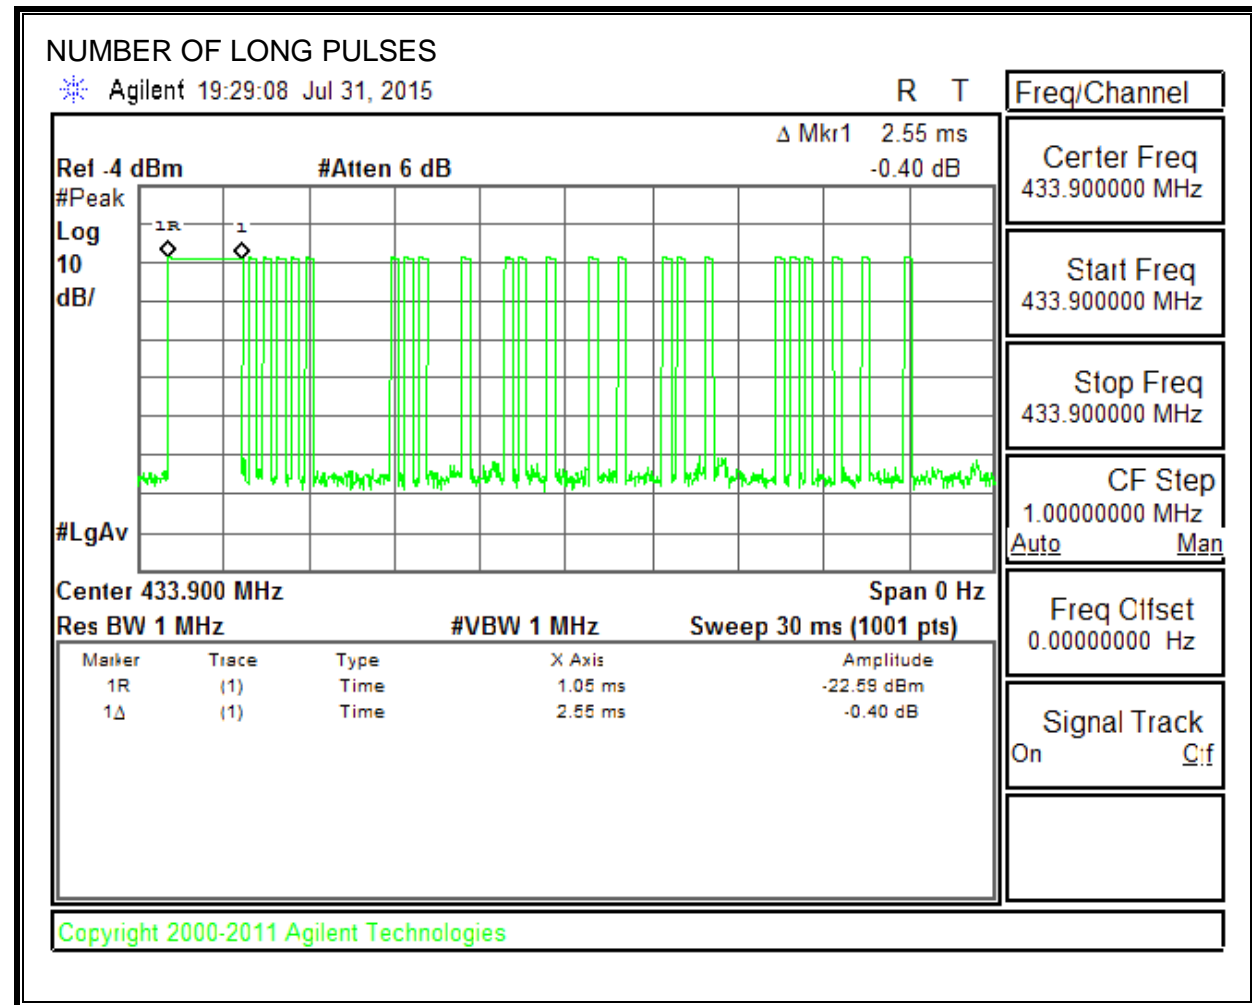 NUMBER OF LONG PULSES
Agilent 19:29:08 Jul 31, 2015 R T
Freq/Channel
Δ Mkr1 2.55 ms
Ref -4 dBm #Atten 6 dB -0.40 dB
#Peak
Log
10
dB/
1R 1
#LgAv
Center 433.900 MHz Span 0 Hz
Res BW 1 MHz #VBW 1 MHz Sweep 30 ms (1001 pts)
Marker Trace Type X Axis Amplitude
1R (1) Time 1.05 ms -22.59 dBm
1Δ (1) Time 2.55 ms -0.40 dB
Center Freq
433.900000 MHz
Start Freq
433.900000 MHz
Stop Freq
433.900000 MHz
CF Step
1.00000000 MHz
Auto Man
Freq Offset
0.00000000 Hz
Signal Track
On Off
Copyright 2000-2011 Agilent Technologies